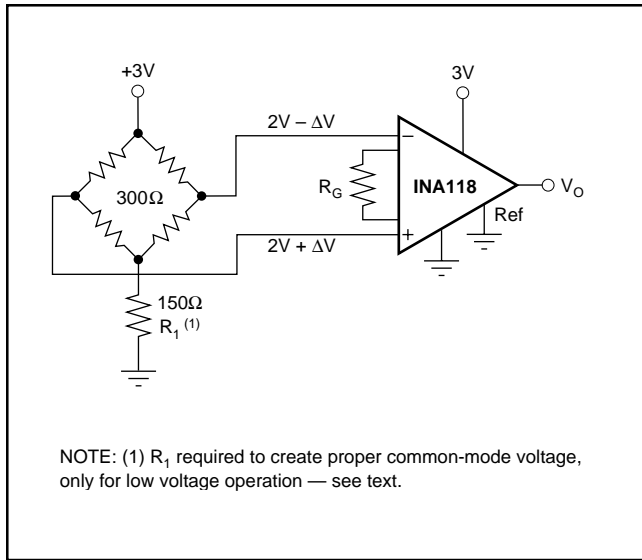 +3V
3V
2V – ΔV
300Ω
R_G
INA118
V_O
Ref
2V + ΔV
150Ω
R_1 (1)
NOTE: (1) R_1 required to create proper common-mode voltage,
only for low voltage operation — see text.